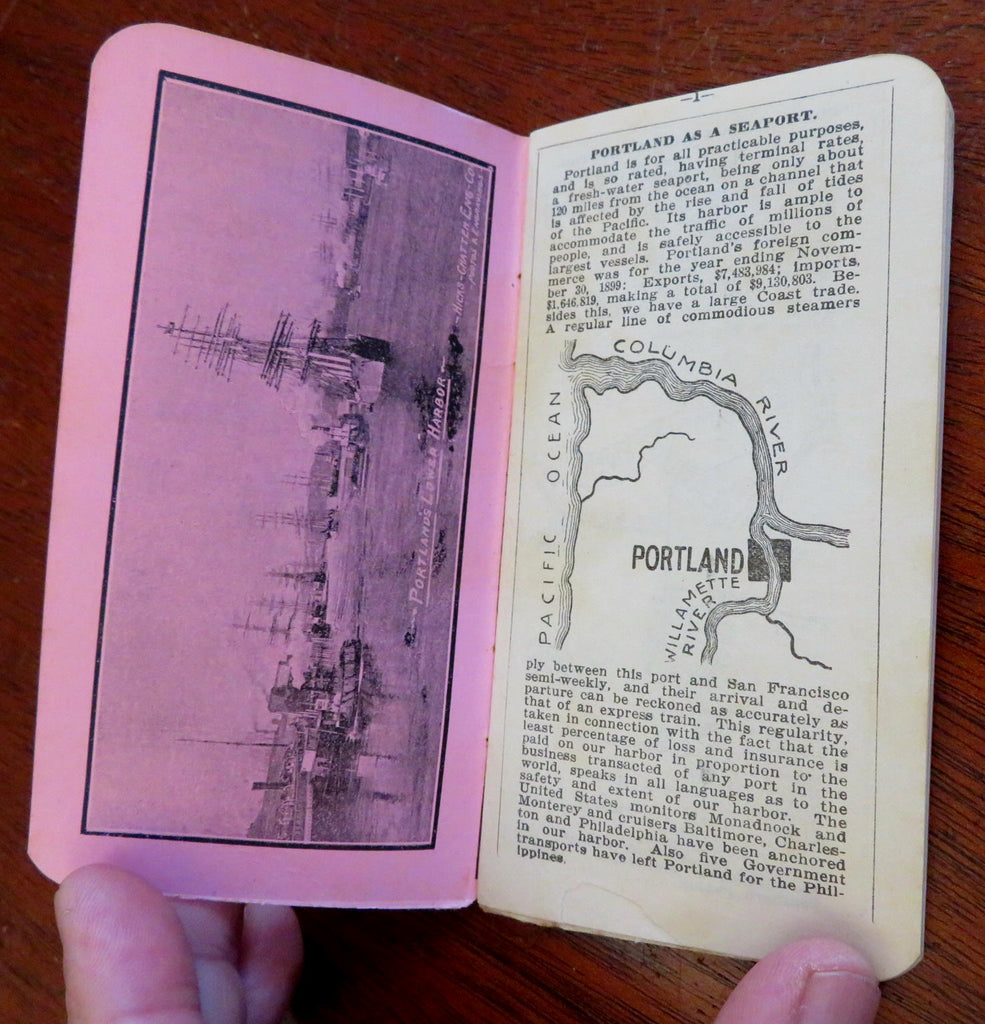 PORTLAND'S LOWER HARBOR
-HICKS-CHATTEN ENG-CO.
-1-
PORTLAND AS A SEAPORT.
Portland is for all practicable purposes,
and is so rated, having terminal rates,
a fresh-water seaport, being only about
120 miles from the ocean on a channel that
is affected by the rise and fall of tides
of the Pacific. Its harbor is ample to
accommodate the traffic of millions of
people, and is safely accessible to the
largest vessels. Portland's foreign com-
merce was for the year ending Novem-
ber 30, 1899: Exports, $7,483,984; imports,
$1,646,819, making a total of $9,130,803. Be-
sides this, we have a large Coast trade.
A regular line of commodious steamers
COLUMBIA RIVER
PACIFIC OCEAN
PORTLAND
WILLAMETTE
RIVER
ply between this port and San Francisco
semi-weekly, and their arrival and de-
parture can be reckoned as accurately as
that of an express train. This regularity,
taken in connection with the fact that the
least percentage of loss and insurance is
paid on our harbor in proportion to the
business transacted of any port in the
world, speaks in all languages as to the
safety and extent of our harbor. The
United States monitors Monadnock and
Monterey and cruisers Baltimore, Charles-
ton and Philadelphia have been anchored
in our harbor. Also five Government
transports have left Portland for the Phil-
ippines.